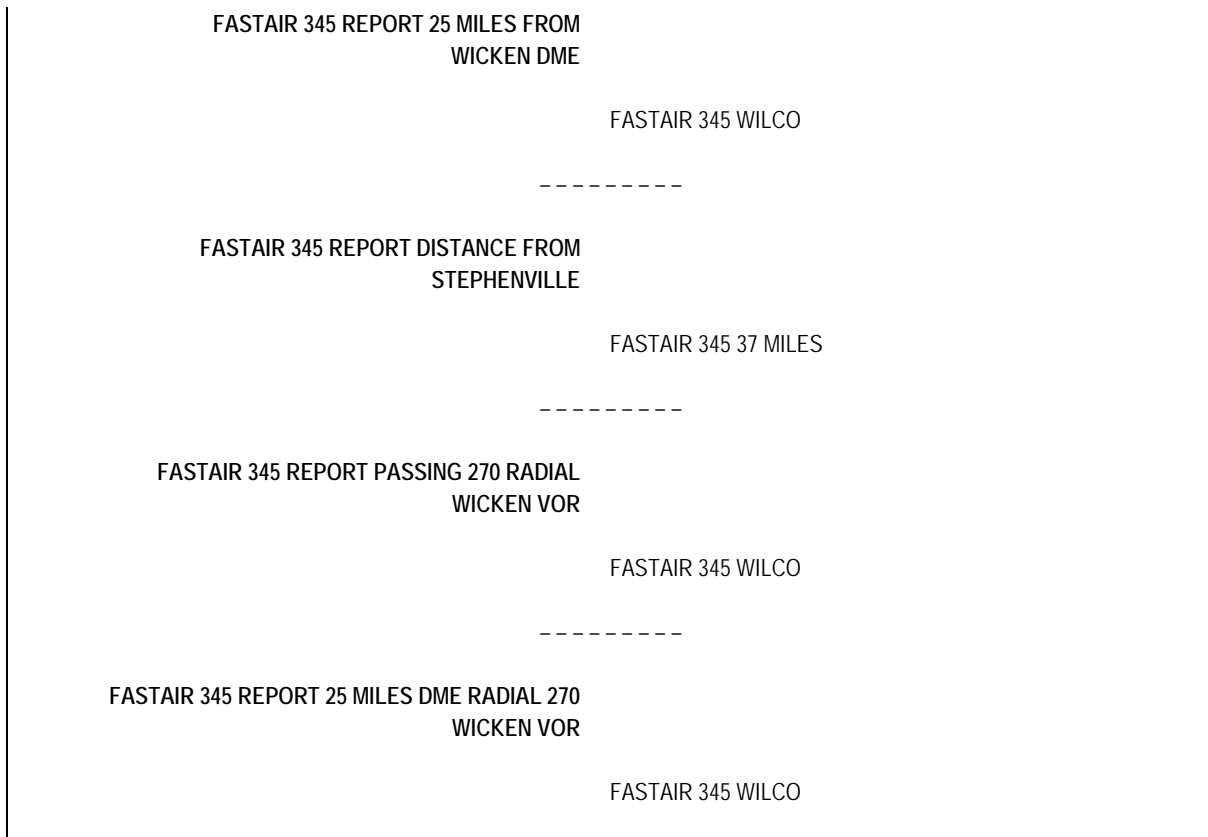 FASTAIR 345 REPORT 25 MILES FROM
WICKEN DME
FASTAIR 345 WILCO
– – – – – – – – –
FASTAIR 345 REPORT DISTANCE FROM
STEPHENVILLE
FASTAIR 345 37 MILES
– – – – – – – – –
FASTAIR 345 REPORT PASSING 270 RADIAL
WICKEN VOR
FASTAIR 345 WILCO
– – – – – – – – –
FASTAIR 345 REPORT 25 MILES DME RADIAL 270
WICKEN VOR
FASTAIR 345 WILCO